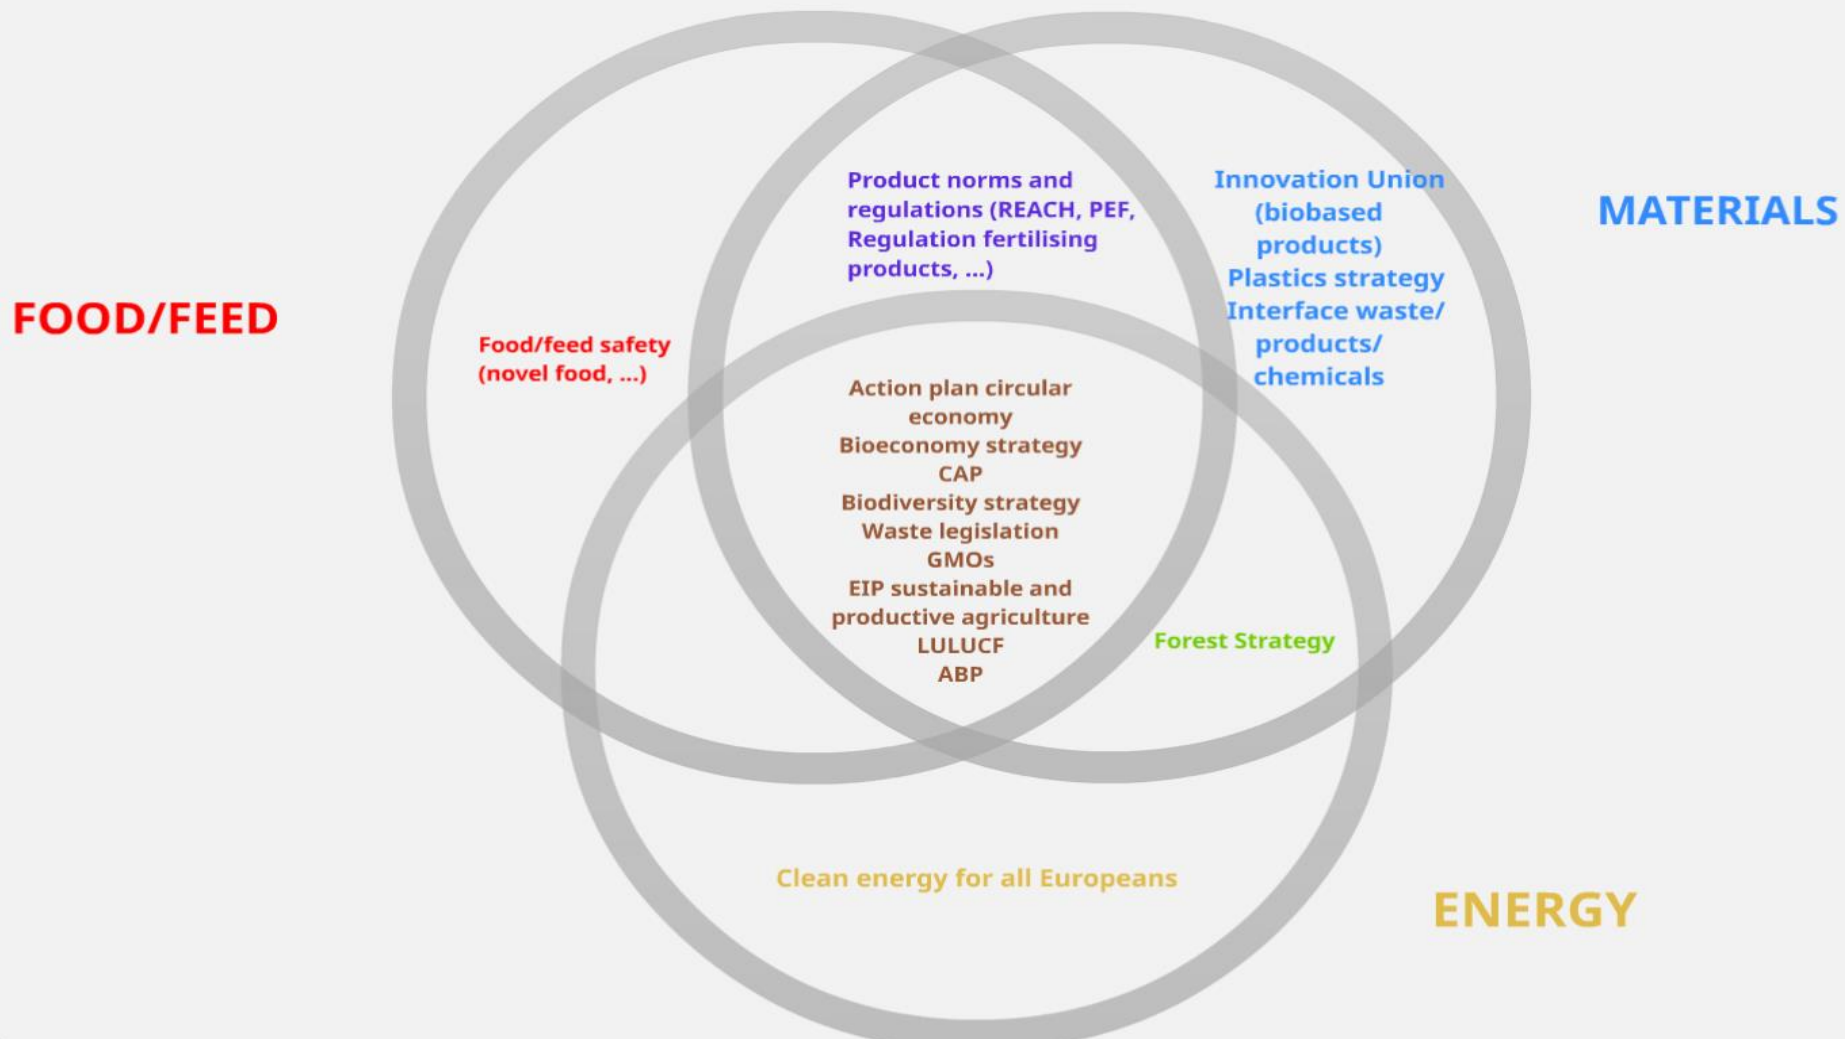 Product norms and
regulations (REACH, PEF,
Regulation fertilising
products, ...)
Innovation Union
(biobased
products)
Plastics strategy
Interface waste/
products/
chemicals
MATERIALS
FOOD/FEED
Food/feed safety
(novel food, ...)
Action plan circular
economy
Bioeconomy strategy
CAP
Biodiversity strategy
Waste legislation
GMOs
EIP sustainable and
productive agriculture
LULUCF
ABP
Forest Strategy
Clean energy for all Europeans
ENERGY